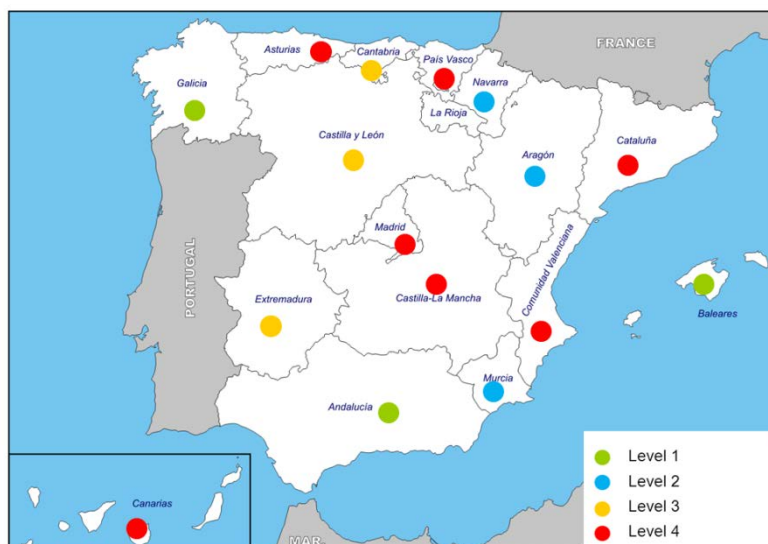 FRANCE
Asturias
Cantabria
País Vasco
Galicia
Navarra
La Rioja
Castilla y León
Aragón
Cataluña
Madrid
PORTUGAL
Comunidad Valenciana
Extremadura
Castilla-La Mancha
Baleares
Murcia
Andalucía
Canarias
MAR.
Level 1
Level 2
Level 3
Level 4